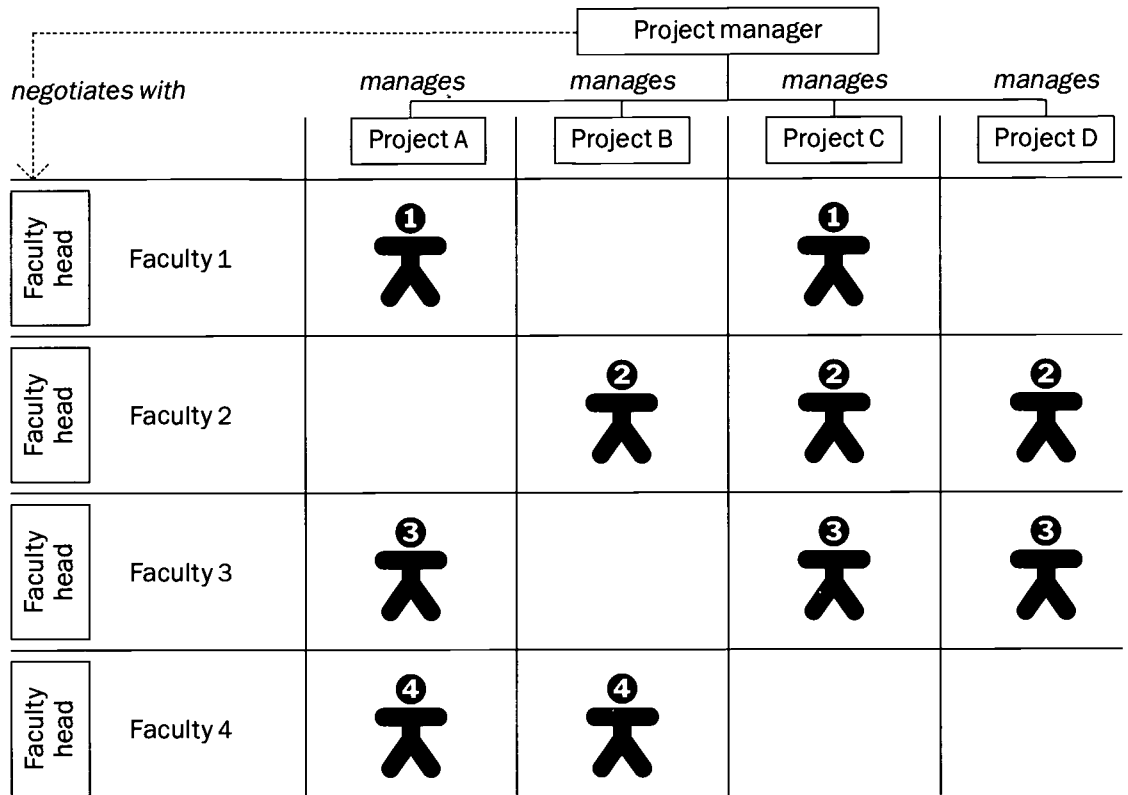 Project manager
negotiates with
manages
manages
manages
manages
Project A
Project B
Project C
Project D
Faculty
head
Faculty 1
1
1
Faculty
head
Faculty 2
2
2
2
Faculty
head
Faculty 3
3
3
3
Faculty
head
Faculty 4
4
4